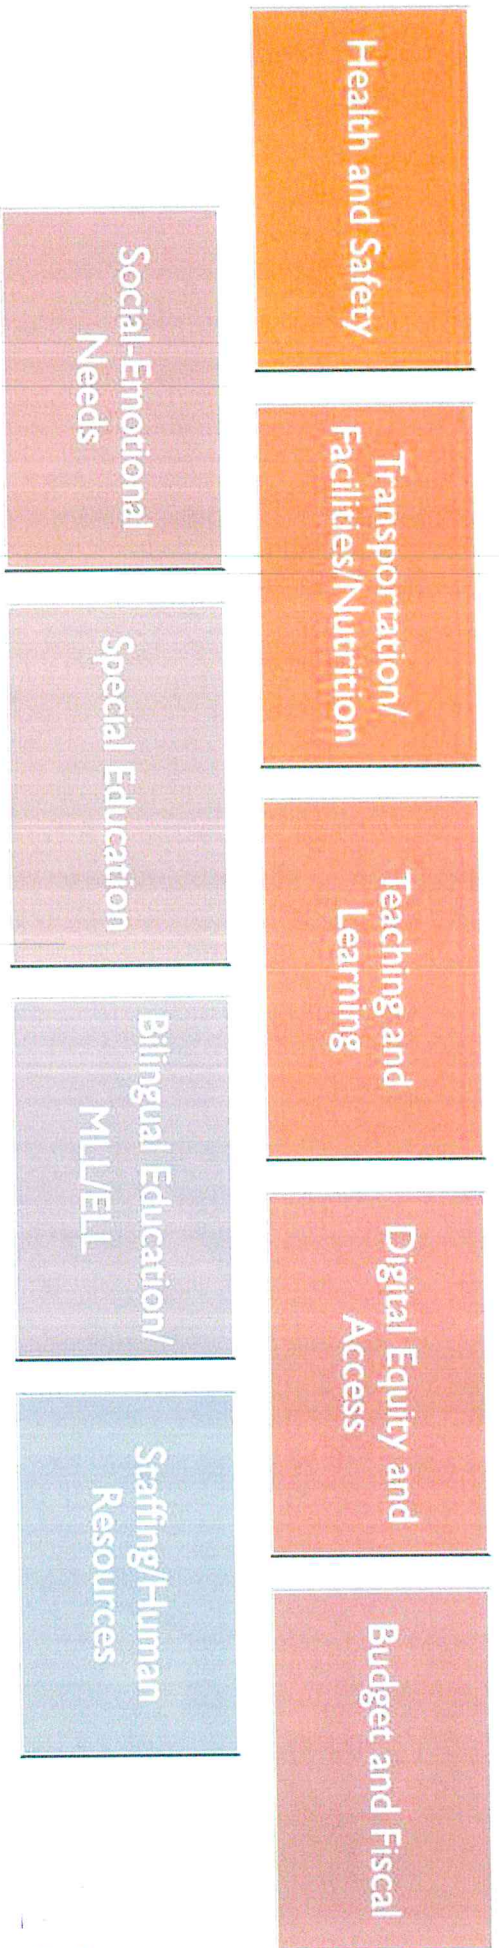 Health and Safety
Transportation/
Facilities/Nutrition
Teaching and
Learning
Digital Equity and
Access
Budget and Fiscal
Social-Emotional
Needs
Special Education
Bilingual Education/
MLL/ELL
Staffing/Human
Resources